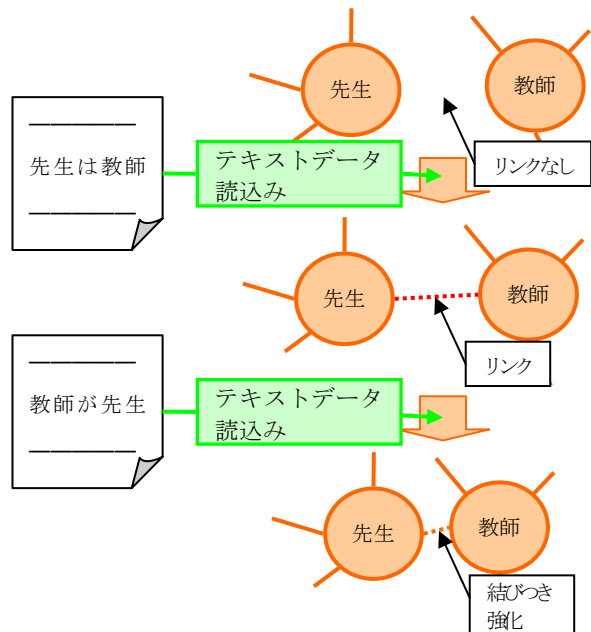 先生
教師
先生は教師
テキストデータ
読込み
リンクなし
先生
教師
リンク
教師が先生
テキストデータ
読込み
先生
教師
結びつき
強化